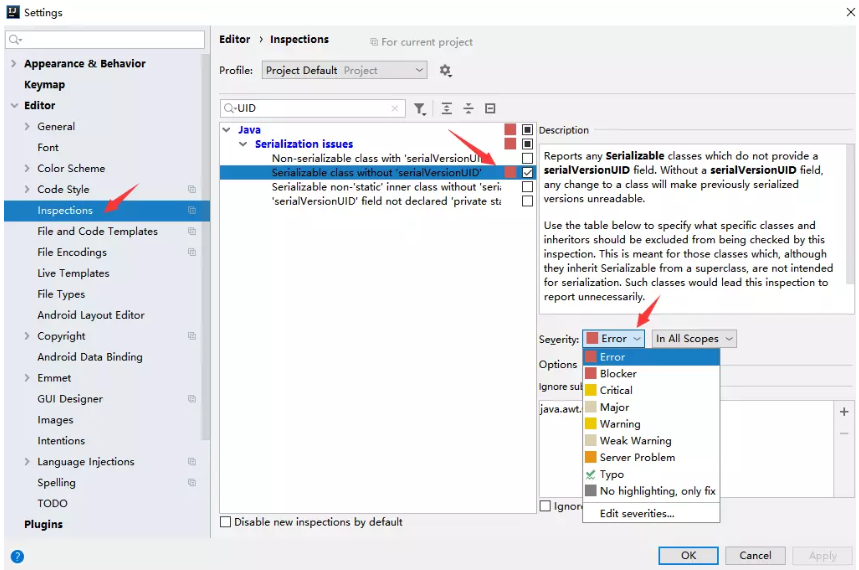 Settings
Appearance & Behavior
Keymap
Editor
General
Font
Color Scheme
Code Style
Inspections
File and Code Templates
File Encodings
Live Templates
File Types
Android Layout Editor
Copyright
Android Data Binding
Emmet
GUI Designer
Images
Intentions
Language Injections
Spelling
TODO
Plugins
Editor › Inspections
For current project
Profile: Project Default Project
UID
Java
Serialization issues
Non-serializable class with 'serialVersionUI
Serializable class without 'serialVersionUID'
Serializable non-'static' inner class without 'seri
'serialVersionUID' field not declared 'private sta
Disable new inspections by default
Description
Reports any Serializable classes which do not provide a
serialVersionUID field. Without a serialVersionUID field,
any change to a class will make previously serialized
versions unreadable.
Use the table below to specify what specific classes and
inheritors should be excluded from being checked by this
inspection. This is meant for those classes which, although
they inherit Serializable from a superclass, are not intended
for serialization. Such classes would lead this inspection to
report unnecessarily.
Severity: Error In All Scopes
Error
Options
Blocker
Ignore sub
Critical
java.awt.
Major
Warning
Weak Warning
Server Problem
Typo
No highlighting, only fix
Ignore
Edit severities...
? OK Cancel Apply